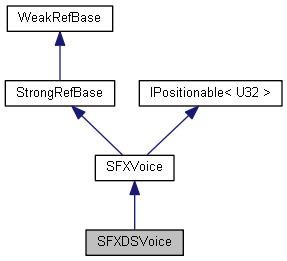 WeakRefBase
StrongRefBase
IPositionable< U32 >
SFXVoice
SFXDSVoice